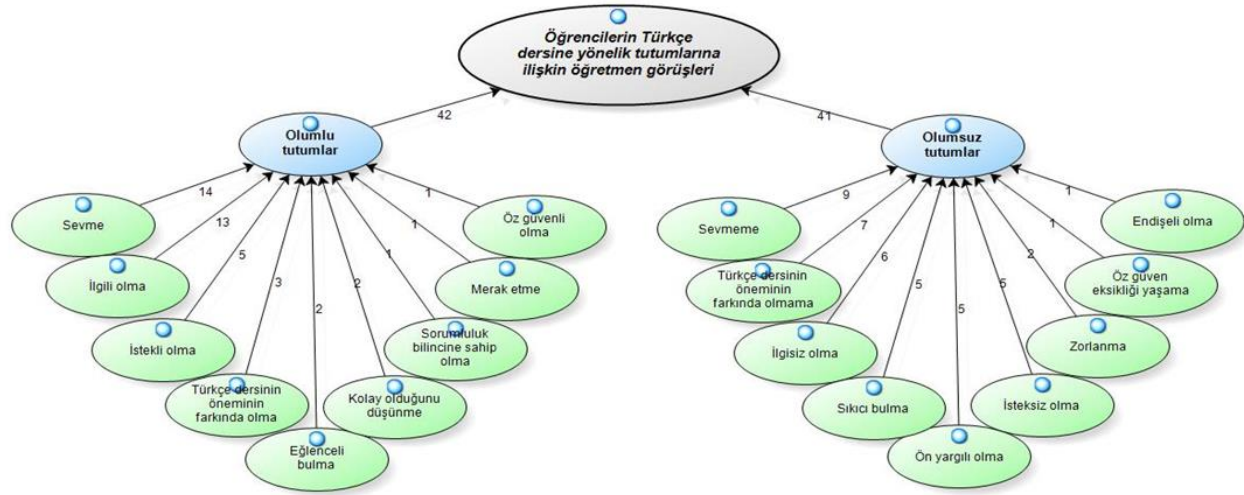 Öğrencilerin Türkçe
dersine yönelik tutumlarına
ilişkin öğretmen görüşleri
42
41
Olumlu
tutumlar
Olumsuz
tutumlar
14
13
5
3
2
2
1
1
1
Sevme
İlgili olma
İstekli olma
Türkçe dersinin
öneminin
farkında olma
Eğlenceli
bulma
Kolay olduğunu
düşünme
Sorumluluk
bilincine sahip
olma
Merak etme
Öz güvenli
olma
9
7
6
5
5
5
2
1
1
Sevmeme
Türkçe dersinin
öneminin
farkında olmama
İlgisiz olma
Sıkıcı bulma
Ön yargılı olma
İsteksiz olma
Zorlanma
Öz güven
eksikliği yaşama
Endişeli olma